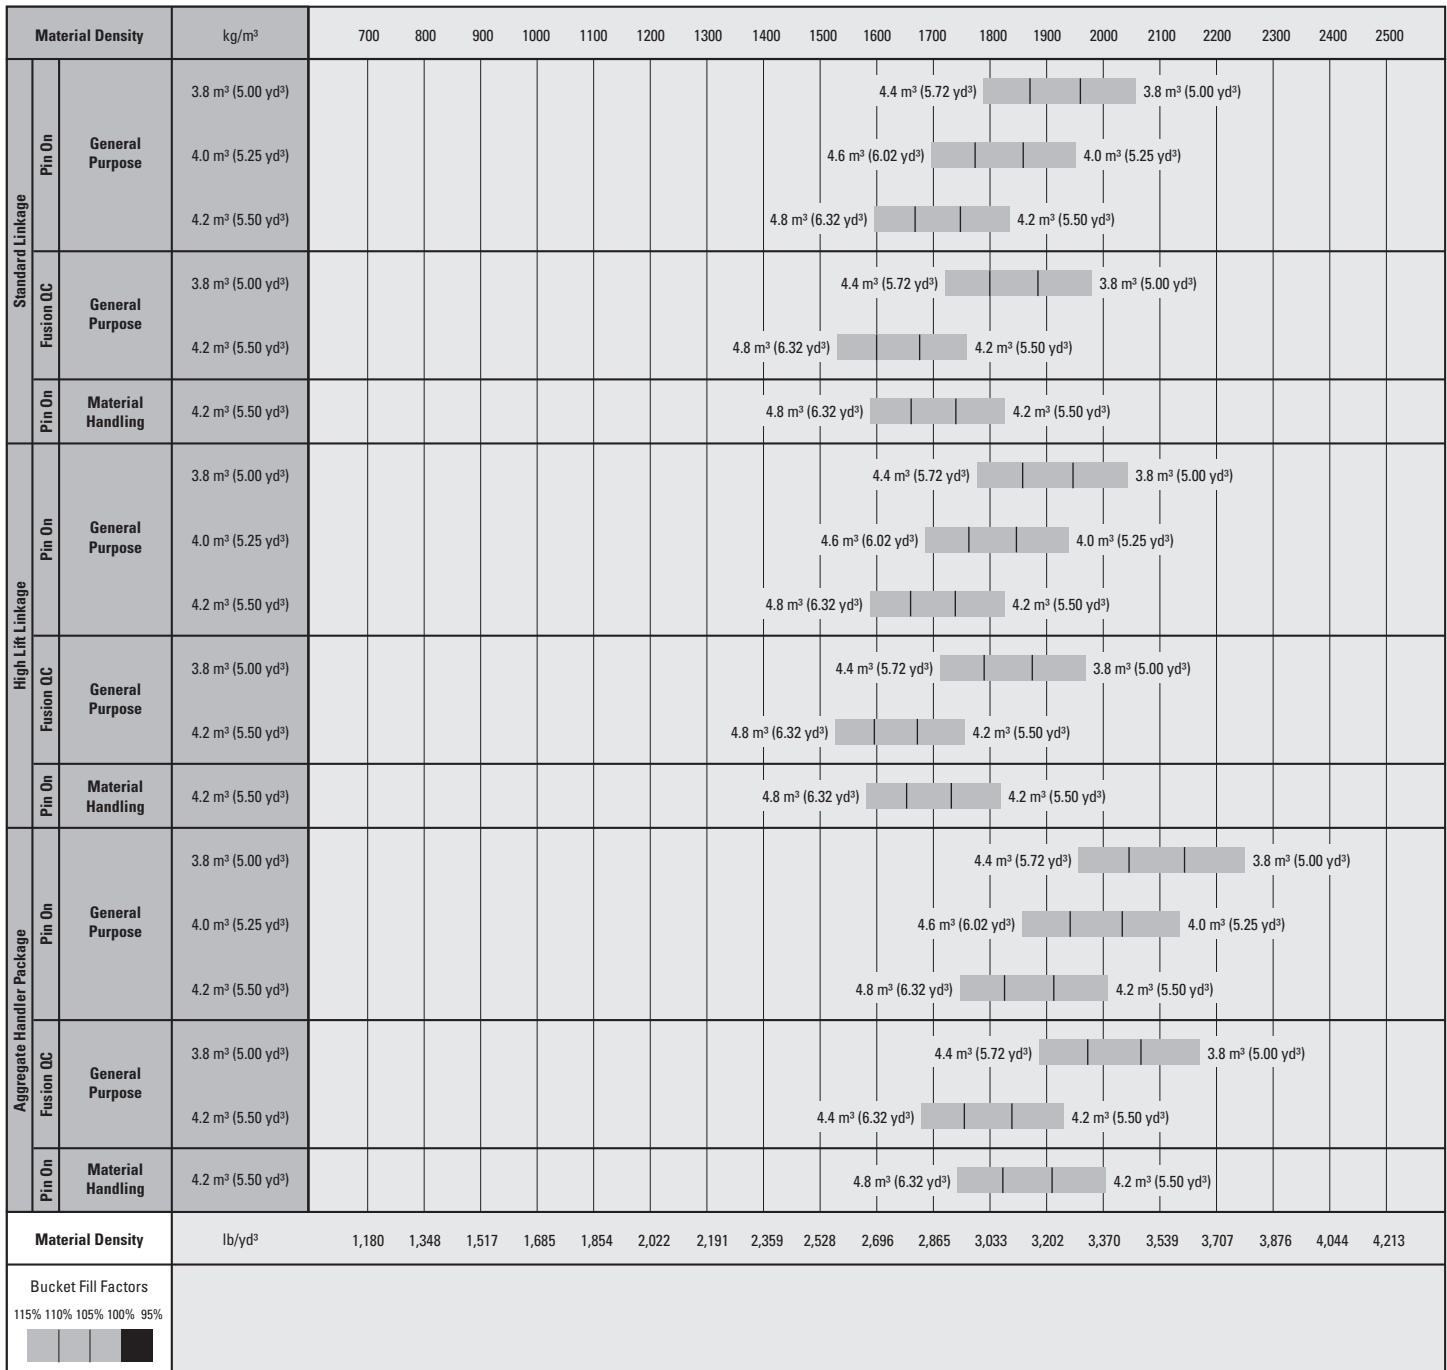 Material Density kg/m³ 700 800 900 1000 1100 1200 1300 1400 1500 1600 1700 1800 1900 2000 2100 2200 2300 2400 2500
Standard Linkage
Pin On
General
Purpose
3.8 m³ (5.00 yd³) 4.4 m³ (5.72 yd³) 3.8 m³ (5.00 yd³)
4.0 m³ (5.25 yd³) 4.6 m³ (6.02 yd³) 4.0 m³ (5.25 yd³)
4.2 m³ (5.50 yd³) 4.8 m³ (6.32 yd³) 4.2 m³ (5.50 yd³)
Fusion QC
General
Purpose
3.8 m³ (5.00 yd³) 4.4 m³ (5.72 yd³) 3.8 m³ (5.00 yd³)
4.2 m³ (5.50 yd³) 4.8 m³ (6.32 yd³) 4.2 m³ (5.50 yd³)
Pin On
Material
Handling
4.2 m³ (5.50 yd³) 4.8 m³ (6.32 yd³) 4.2 m³ (5.50 yd³)
High Lift Linkage
Pin On
General
Purpose
3.8 m³ (5.00 yd³) 4.4 m³ (5.72 yd³) 3.8 m³ (5.00 yd³)
4.0 m³ (5.25 yd³) 4.6 m³ (6.02 yd³) 4.0 m³ (5.25 yd³)
4.2 m³ (5.50 yd³) 4.8 m³ (6.32 yd³) 4.2 m³ (5.50 yd³)
Fusion QC
General
Purpose
3.8 m³ (5.00 yd³) 4.4 m³ (5.72 yd³) 3.8 m³ (5.00 yd³)
4.2 m³ (5.50 yd³) 4.8 m³ (6.32 yd³) 4.2 m³ (5.50 yd³)
Pin On
Material
Handling
4.2 m³ (5.50 yd³) 4.8 m³ (6.32 yd³) 4.2 m³ (5.50 yd³)
Aggregate Handler Package
Pin On
General
Purpose
3.8 m³ (5.00 yd³) 4.4 m³ (5.72 yd³) 3.8 m³ (5.00 yd³)
4.0 m³ (5.25 yd³) 4.6 m³ (6.02 yd³) 4.0 m³ (5.25 yd³)
4.2 m³ (5.50 yd³) 4.8 m³ (6.32 yd³) 4.2 m³ (5.50 yd³)
Fusion QC
General
Purpose
3.8 m³ (5.00 yd³) 4.4 m³ (5.72 yd³) 3.8 m³ (5.00 yd³)
4.2 m³ (5.50 yd³) 4.4 m³ (6.32 yd³) 4.2 m³ (5.50 yd³)
Pin On
Material
Handling
4.2 m³ (5.50 yd³) 4.8 m³ (6.32 yd³) 4.2 m³ (5.50 yd³)
Material Density lb/yd³ 1,180 1,348 1,517 1,685 1,854 2,022 2,191 2,359 2,528 2,696 2,865 3,033 3,202 3,370 3,539 3,707 3,876 4,044 4,213
Bucket Fill Factors
115% 110% 105% 100% 95%